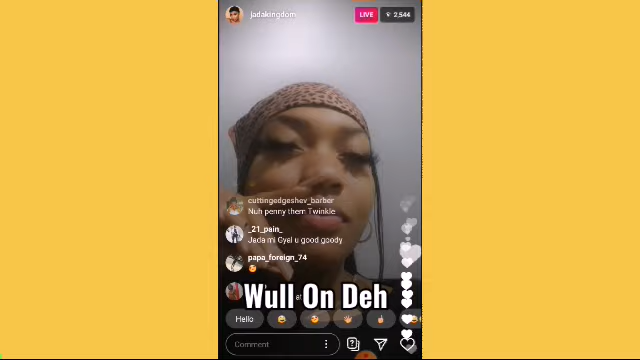 jadakingdom
LIVE
2,544
cuttingedgeshev_barber
Nuh penny them Twinkle
_21_pain_
Jada mi Gyal u good goody
papa_foreign_74
Wull On Deh
Hello
Comment